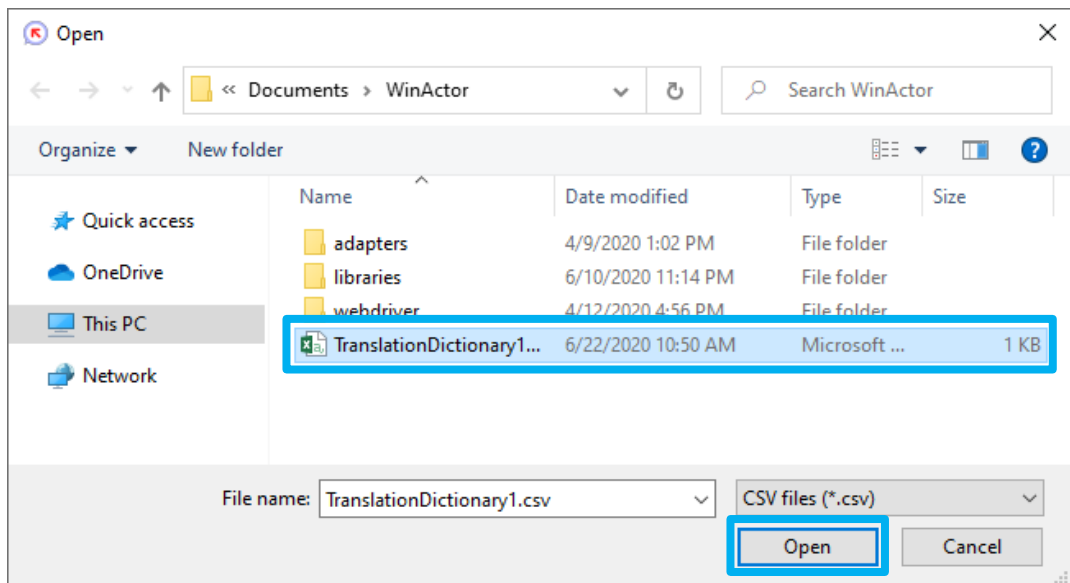 Open
« Documents › WinActor
Search WinActor
Organize New folder
Name Date modified Type Size
Quick access
OneDrive
This PC
Network
adapters 4/9/2020 1:02 PM File folder
libraries 6/10/2020 11:14 PM File folder
webdriver 4/12/2020 4:56 PM File folder
TranslationDictionary1... 6/22/2020 10:50 AM Microsoft ... 1 KB
File name: TranslationDictionary1.csv CSV files (*.csv)
Open Cancel